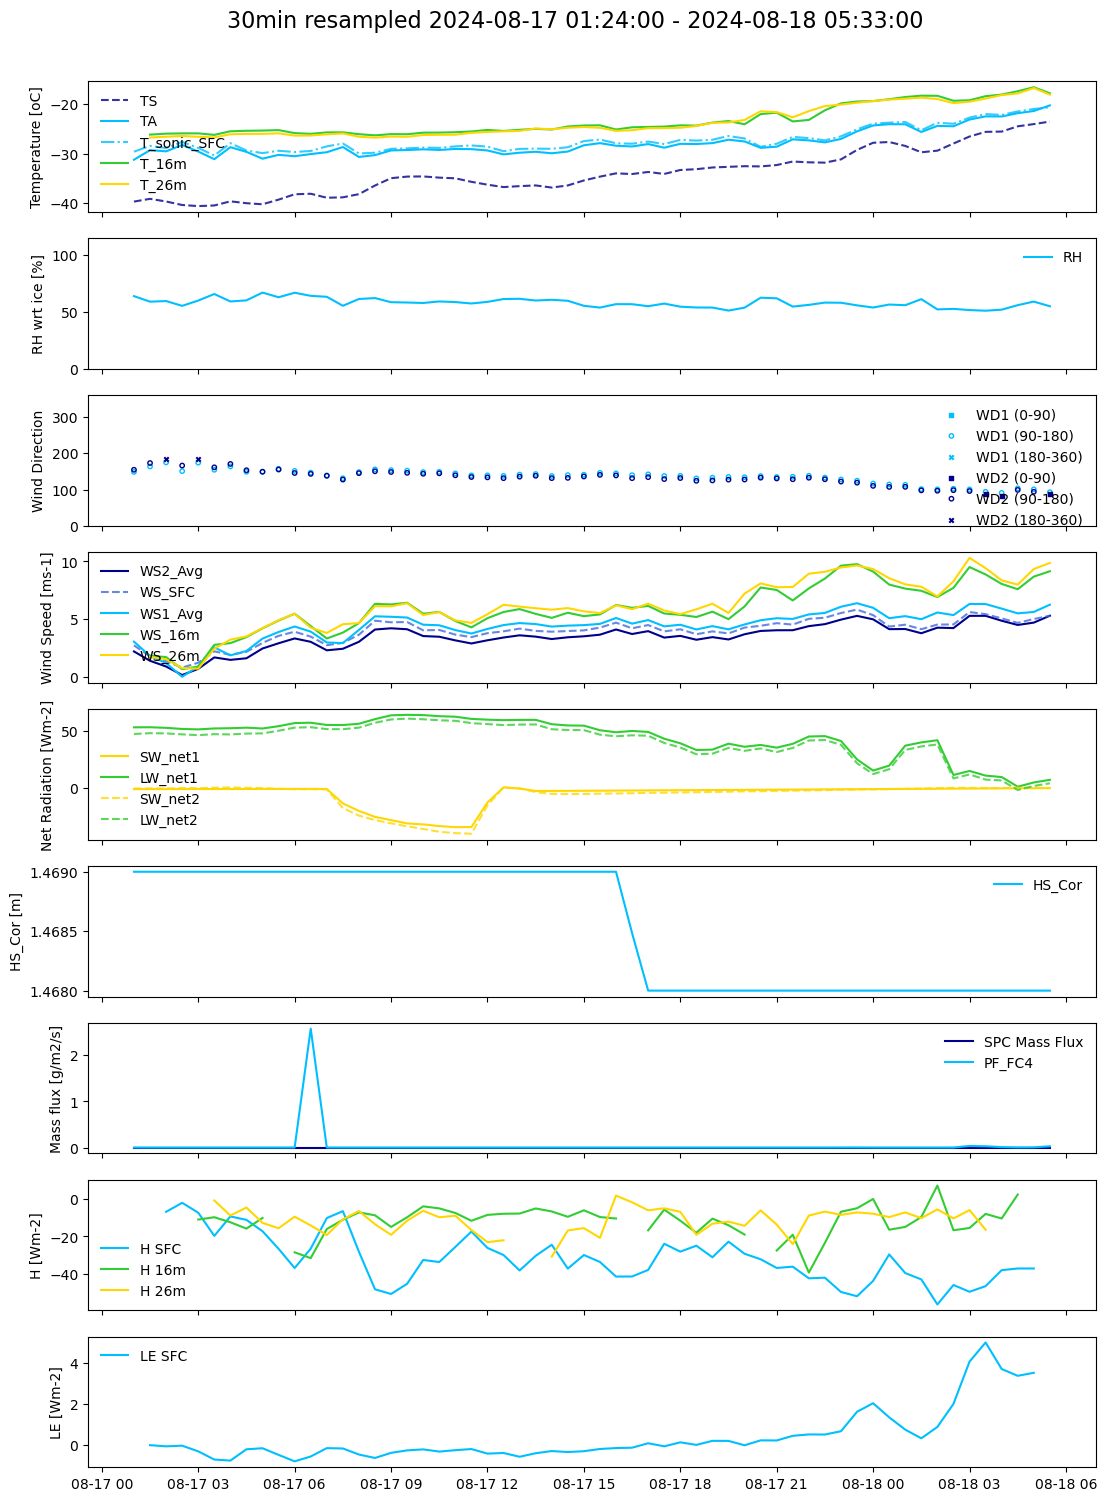 30min resampled 2024-08-17 01:24:00 - 2024-08-18 05:33:00
Temperature [oC]
−20
−30
−40
TS
TA
T_sonic_SFC
T_16m
T_26m
RH wrt ice [%]
100
50
0
RH
Wind Direction
300
200
100
0
WD1 (0-90)
WD1 (90-180)
WD1 (180-360)
WD2 (0-90)
WD2 (90-180)
WD2 (180-360)
Wind Speed [ms-1]
10
5
0
WS2_Avg
WS_SFC
WS1_Avg
WS_16m
WS_26m
Net Radiation [Wm-2]
50
0
SW_net1
LW_net1
SW_net2
LW_net2
HS_Cor [m]
1.4690
1.4685
1.4680
HS_Cor
Mass flux [g/m2/s]
2
1
0
SPC Mass Flux
PF_FC4
H [Wm-2]
0
−20
−40
H SFC
H 16m
H 26m
LE [Wm-2]
4
2
0
LE SFC
08-17 00 08-17 03 08-17 06 08-17 09 08-17 12 08-17 15 08-17 18 08-17 21 08-18 00 08-18 03 08-18 06